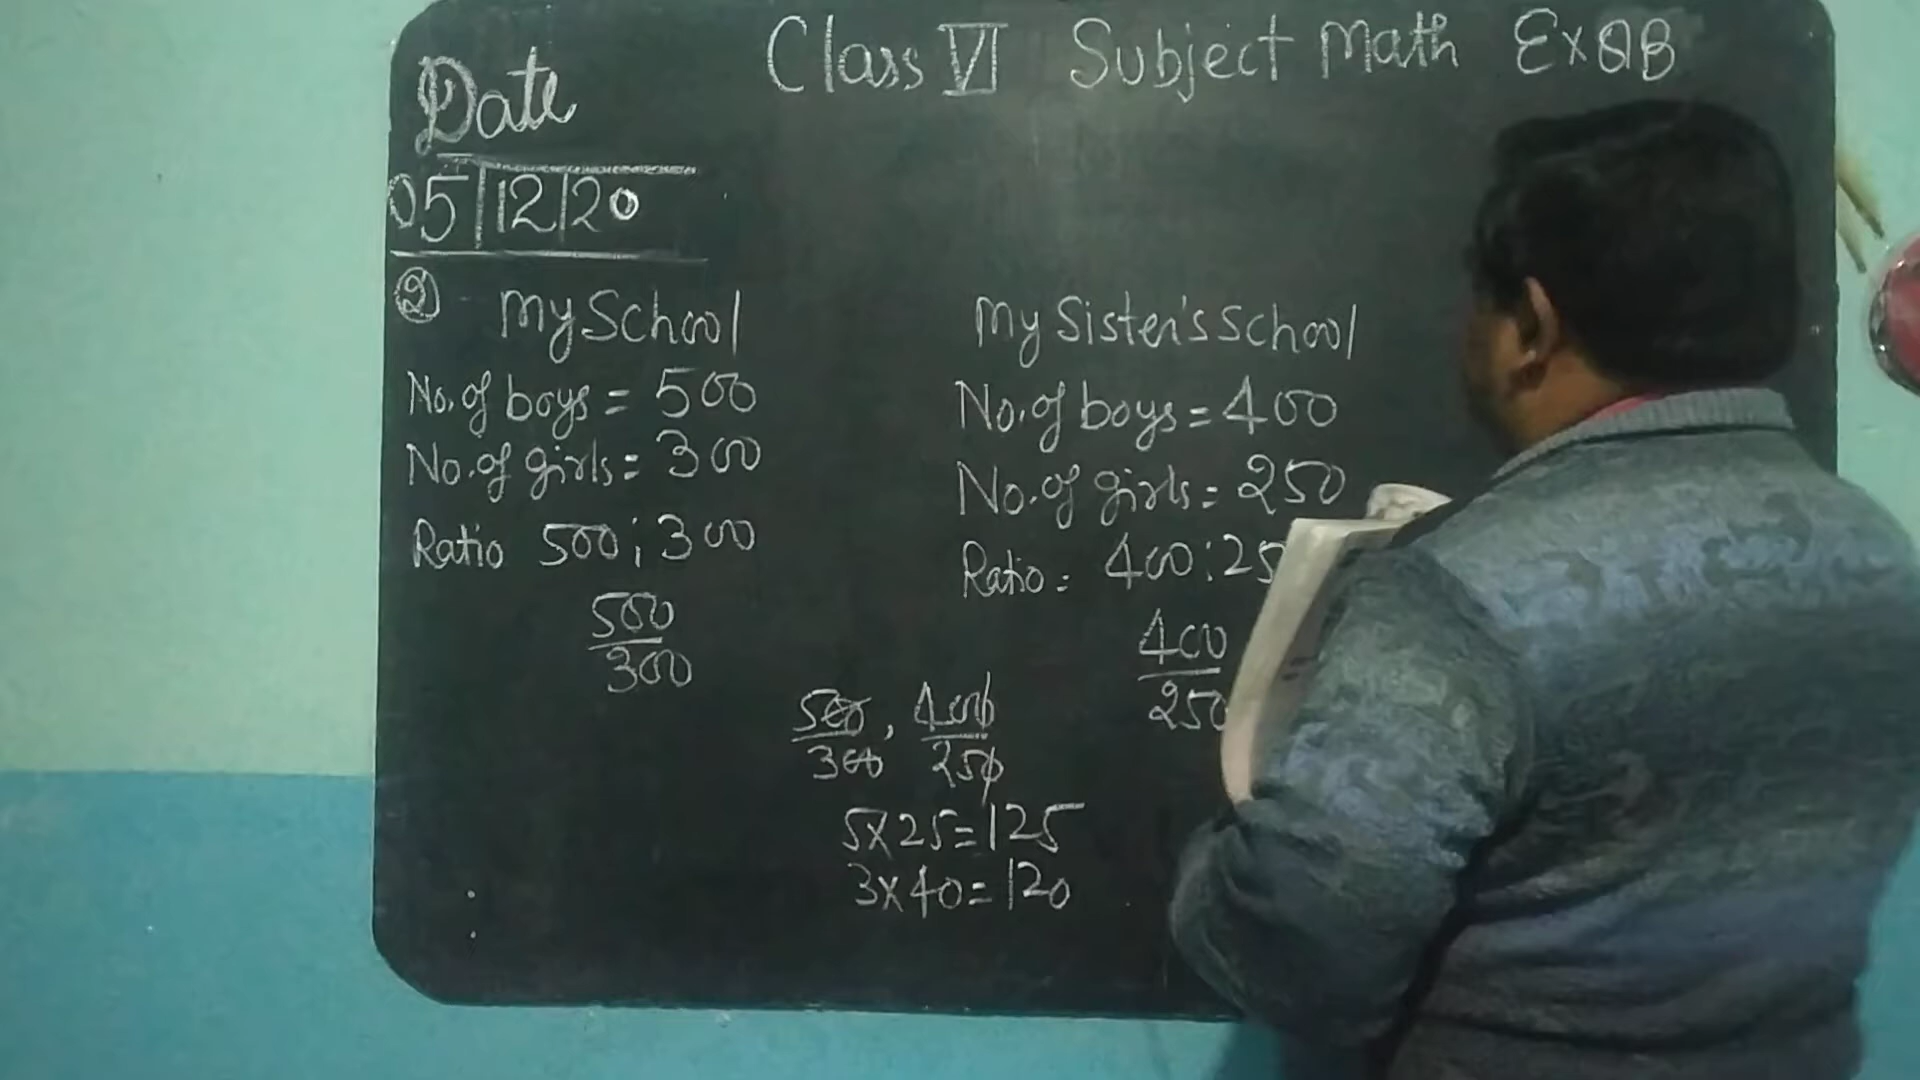 Class VI Subject Math Ex 8B
Date
05|12|20
② My School
No. of boys = 500
No. of girls = 300
Ratio 500 : 300
500
300
My Sister's School
No. of boys = 400
No. of girls = 250
Ratio = 400 : 25
400
250
500/300 , 400/250
5x25=125
3x40=120
: